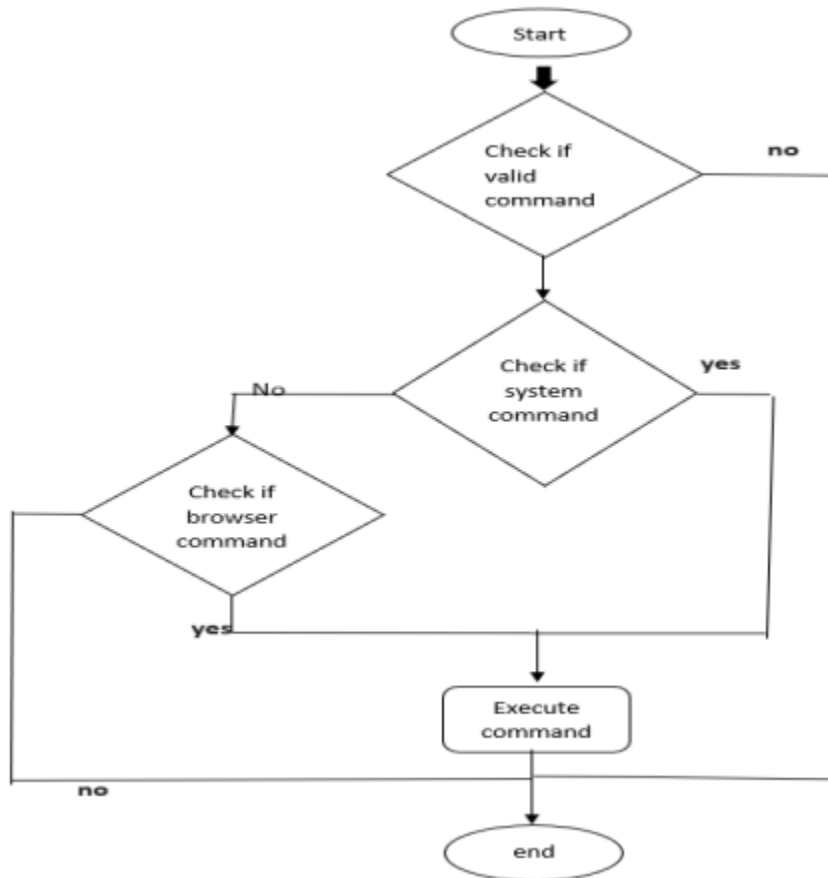 Start
Check if
valid
command
no
Check if
system
command
yes
No
Check if
browser
command
yes
Execute
command
no
end